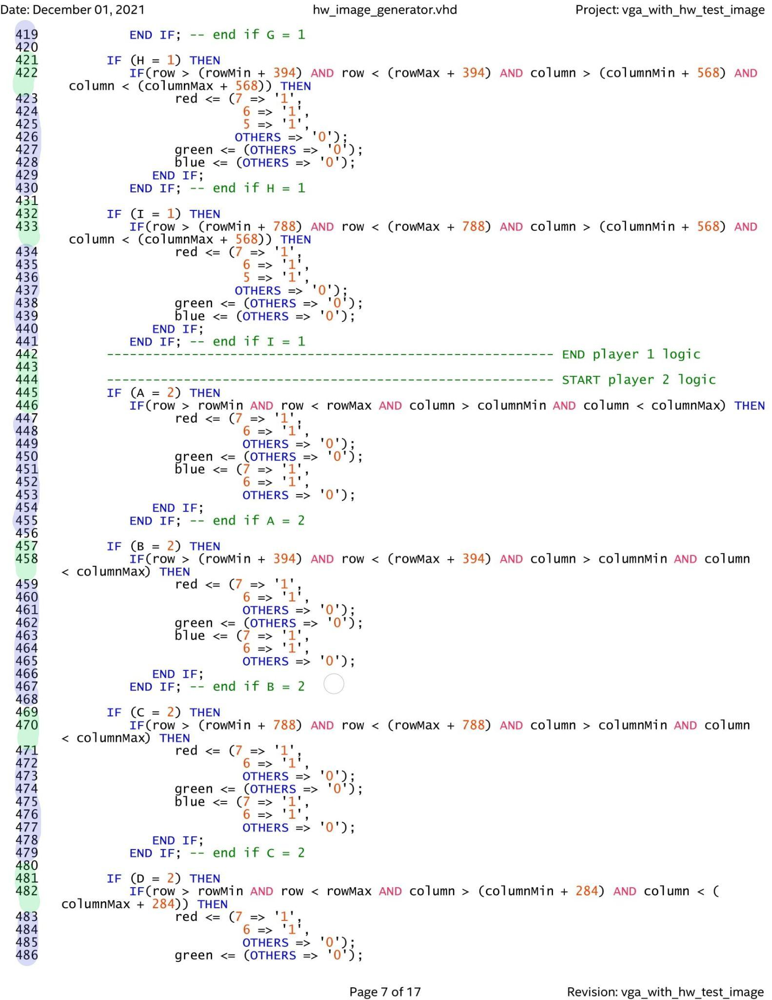 Date: December 01, 2021 hw_image_generator.vhd Project: vga_with_hw_test_image
419 END IF; -- end if G = 1
420
421 IF (H = 1) THEN
422 IF(row > (rowMin + 394) AND row < (rowMax + 394) AND column > (columnMin + 568) AND
column < (columnMax + 568)) THEN
423 red <= (7 => '1',
424 6 => '1',
425 5 => '1',
426 OTHERS => '0');
427 green <= (OTHERS => '0');
428 blue <= (OTHERS => '0');
429 END IF;
430 END IF; -- end if H = 1
431
432 IF (I = 1) THEN
433 IF(row > (rowMin + 788) AND row < (rowMax + 788) AND column > (columnMin + 568) AND
column < (columnMax + 568)) THEN
434 red <= (7 => '1',
435 6 => '1',
436 5 => '1',
437 OTHERS => '0');
438 green <= (OTHERS => '0');
439 blue <= (OTHERS => '0');
440 END IF;
441 END IF; -- end if I = 1
442 ---------------------------------------------------------- END player 1 logic
443
444 ---------------------------------------------------------- START player 2 logic
445 IF (A = 2) THEN
446 IF(row > rowMin AND row < rowMax AND column > columnMin AND column < columnMax) THEN
447 red <= (7 => '1',
448 6 => '1',
449 OTHERS => '0');
450 green <= (OTHERS => '0');
451 blue <= (7 => '1',
452 6 => '1',
453 OTHERS => '0');
454 END IF;
455 END IF; -- end if A = 2
456
457 IF (B = 2) THEN
458 IF(row > (rowMin + 394) AND row < (rowMax + 394) AND column > columnMin AND column
< columnMax) THEN
459 red <= (7 => '1',
460 6 => '1',
461 OTHERS => '0');
462 green <= (OTHERS => '0');
463 blue <= (7 => '1',
464 6 => '1',
465 OTHERS => '0');
466 END IF;
467 END IF; -- end if B = 2
468
469 IF (C = 2) THEN
470 IF(row > (rowMin + 788) AND row < (rowMax + 788) AND column > columnMin AND column
< columnMax) THEN
471 red <= (7 => '1',
472 6 => '1',
473 OTHERS => '0');
474 green <= (OTHERS => '0');
475 blue <= (7 => '1',
476 6 => '1',
477 OTHERS => '0');
478 END IF;
479 END IF; -- end if C = 2
480
481 IF (D = 2) THEN
482 IF(row > rowMin AND row < rowMax AND column > (columnMin + 284) AND column < (
columnMax + 284)) THEN
483 red <= (7 => '1',
484 6 => '1',
485 OTHERS => '0');
486 green <= (OTHERS => '0');
Page 7 of 17 Revision: vga_with_hw_test_image